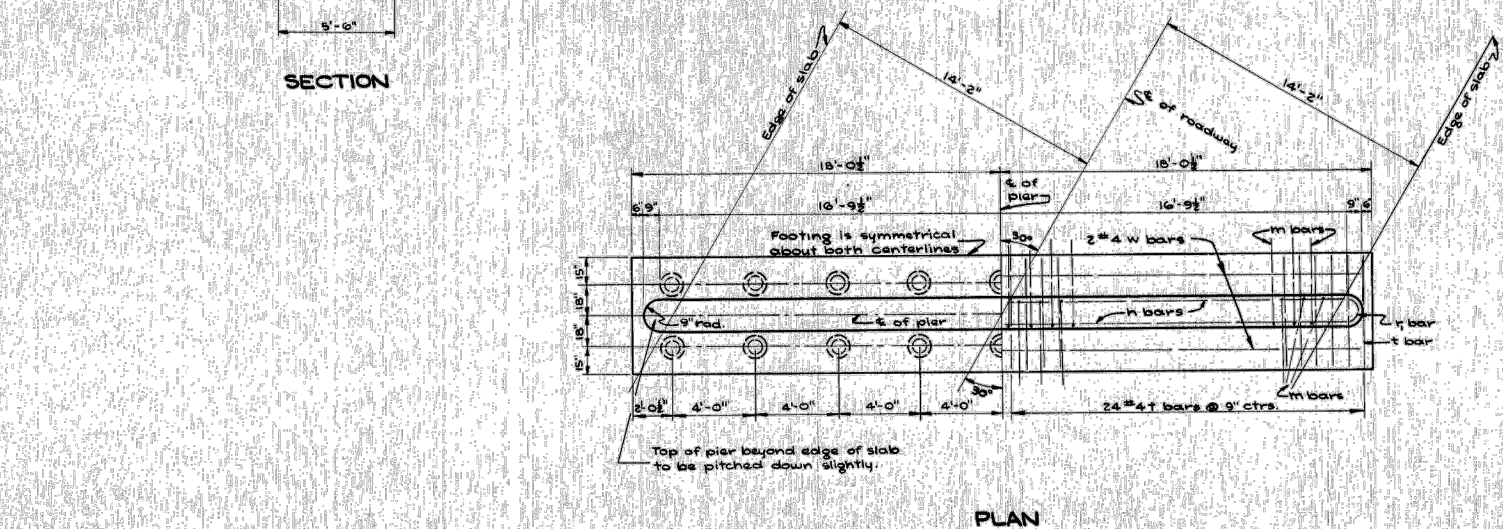 5'-6"
SECTION
Edge of slab
14'-2"
℄ of roadway
14'-2"
Edge of slab
18'-0½"
18'-0½"
℄ of
pier
6" 9"
16'-9½"
16'-9½"
9" 6"
Footing is symmetrical
about both centerlines
30°
2 #4 w bars
m bars
15"
18"
18"
15"
9" rad.
℄ of pier
h bars
r, bar
t bar
30°
2'-0½"
4'-0"
4'-0"
4'-0"
4'-0"
24 #4 t bars @ 9" ctrs.
m bars
Top of pier beyond edge of slab
to be pitched down slightly.
PLAN